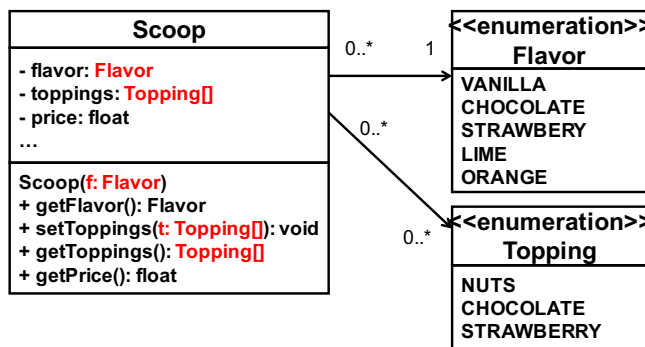 Scoop
- flavor: Flavor
- toppings: Topping[]
- price: float
…
Scoop(f: Flavor)
+ getFlavor(): Flavor
+ setToppings(t: Topping[]): void
+ getToppings(): Topping[]
+ getPrice(): float
0..*
1
0..*
0..*
<<enumeration>>
Flavor
VANILLA
CHOCOLATE
STRAWBERY
LIME
ORANGE
<<enumeration>>
Topping
NUTS
CHOCOLATE
STRAWBERRY